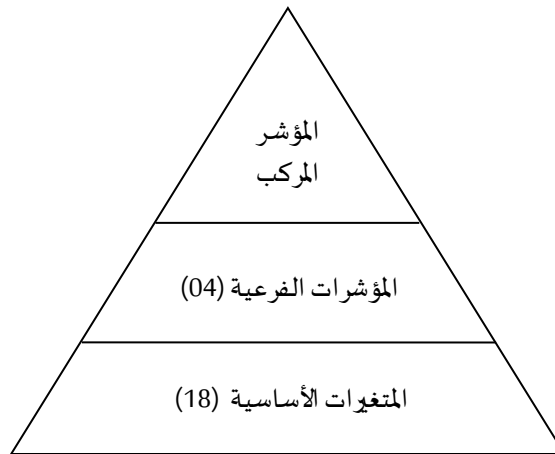 المؤشر
المركب
المؤشرات الفرعية (04)
المتغيرات الأساسية (18)